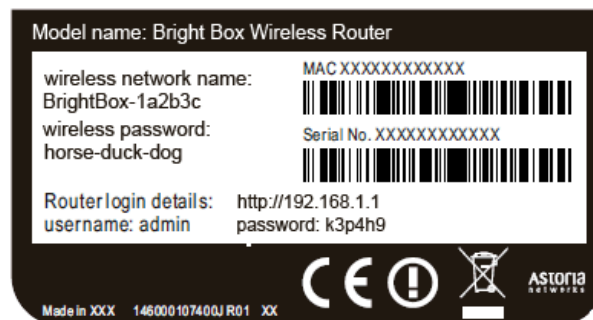 Model name: Bright Box Wireless Router
wireless network name:
BrightBox-1a2b3c
wireless password:
horse-duck-dog
MAC XXXXXXXXXXXX
Serial No. XXXXXXXXXXXX
Router login details: http://192.168.1.1
username: admin password: k3p4h9
CE
Astoria
networks
Made in XXX 146000107400J R01 XX